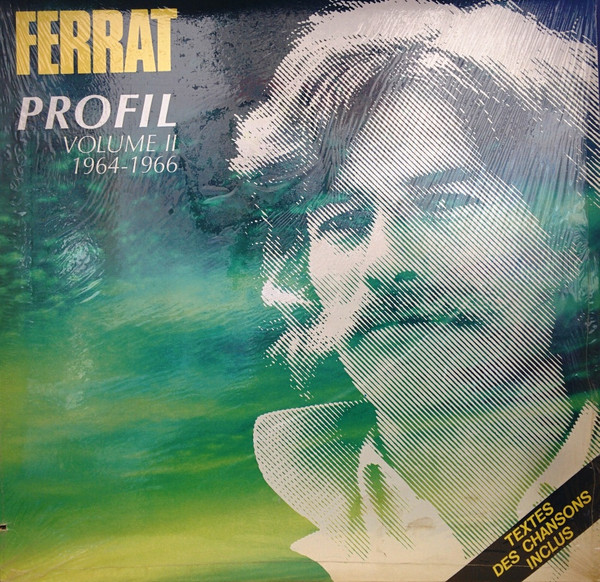 FERRAT
PROFIL
VOLUME II
1964-1966
TEXTES
DES CHANSONS
INCLUS